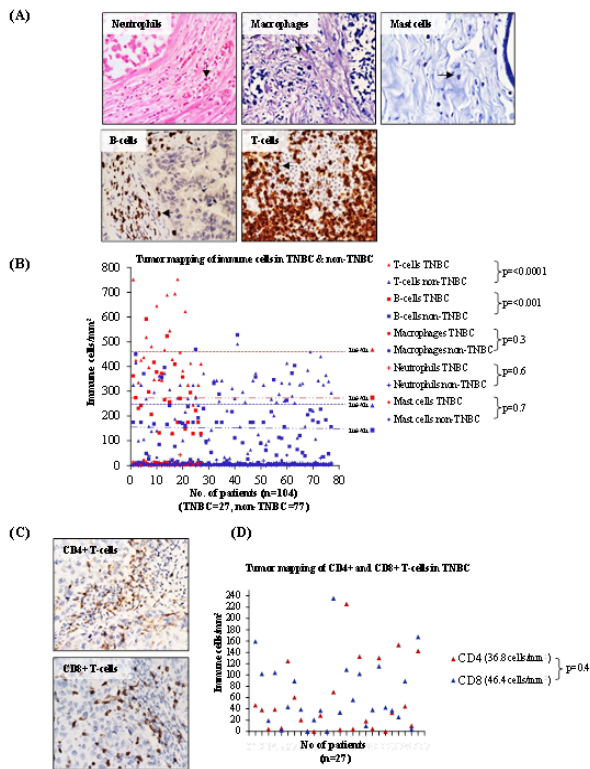 (A)
Neutrophils
Macrophages
Mast cells
B-cells
T-cells
(B)
Tumor mapping of immune cells in TNBC & non-TNBC
Immune cells/mm²
800
700
600
500
400
300
200
100
0
0 10 20 30 40 50 60 70 80
No. of patients (n=104)
(TNBC=27, non-TNBC=77)
T-cells TNBC
T-cells non-TNBC
p=<0.0001
B-cells TNBC
B-cells non-TNBC
p=<0.001
Macrophages TNBC
Macrophages non-TNBC
p=0.3
Neutrophils TNBC
Neutrophils non-TNBC
p=0.6
Mast cells TNBC
Mast cells non-TNBC
p=0.7
(C)
CD4+ T-cells
CD8+ T-cells
(D)
Tumor mapping of CD4+ and CD8+ T-cells in TNBC
Immune cells/mm²
240
220
200
180
160
140
120
100
80
60
40
20
0
No of patients
(n=27)
CD4 (36.8 cells/mm²)
CD8 (46.4 cells/mm²)
p=0.4